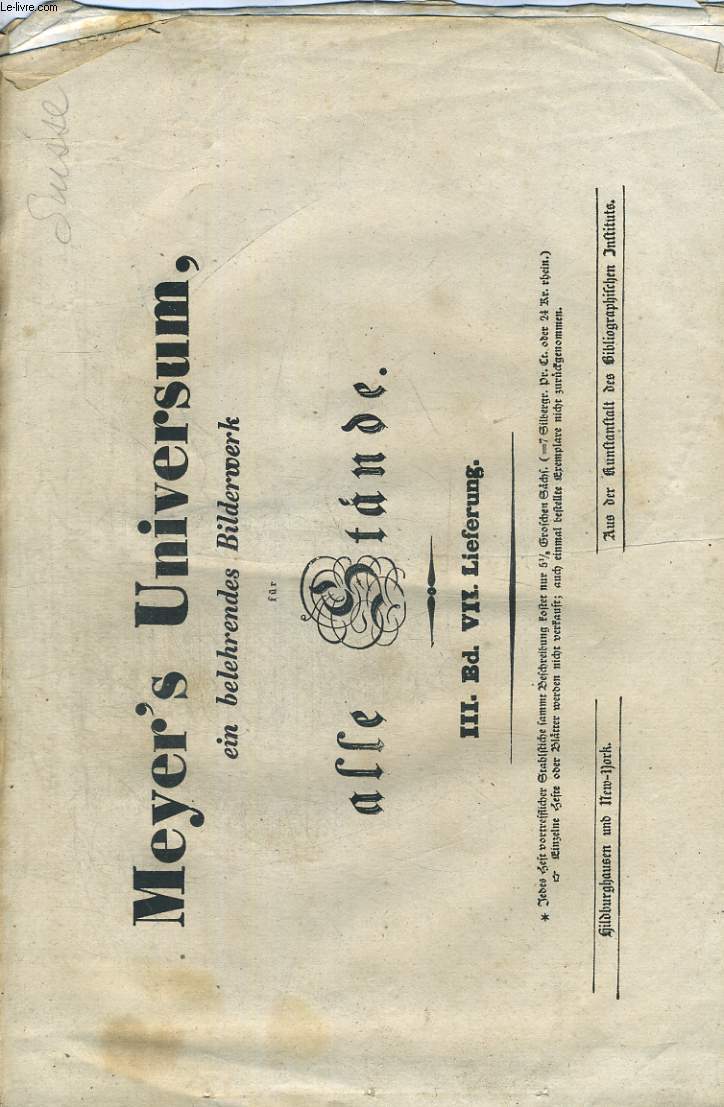 Le-livre.com
Suisse
Meyer's Universum,
ein belehrendes Bilderwerk
für
alle Stände.
III. Bd. VII. Lieferung.
* Jedes Heft vortrefflicher Stahlstiche sammt Beschreibung kostet nur 5¼ Groschen Sächs. (=7 Silbergr. Pr. Ct. oder 24 Kr. rhein.)
☞ Einzelne Hefte oder Blätter werden nicht verkauft; auch einmal bestellte Exemplare nicht zurückgenommen.
Hildburghausen und New-York.
Aus der Kunstanstalt des Bibliographischen Instituts.